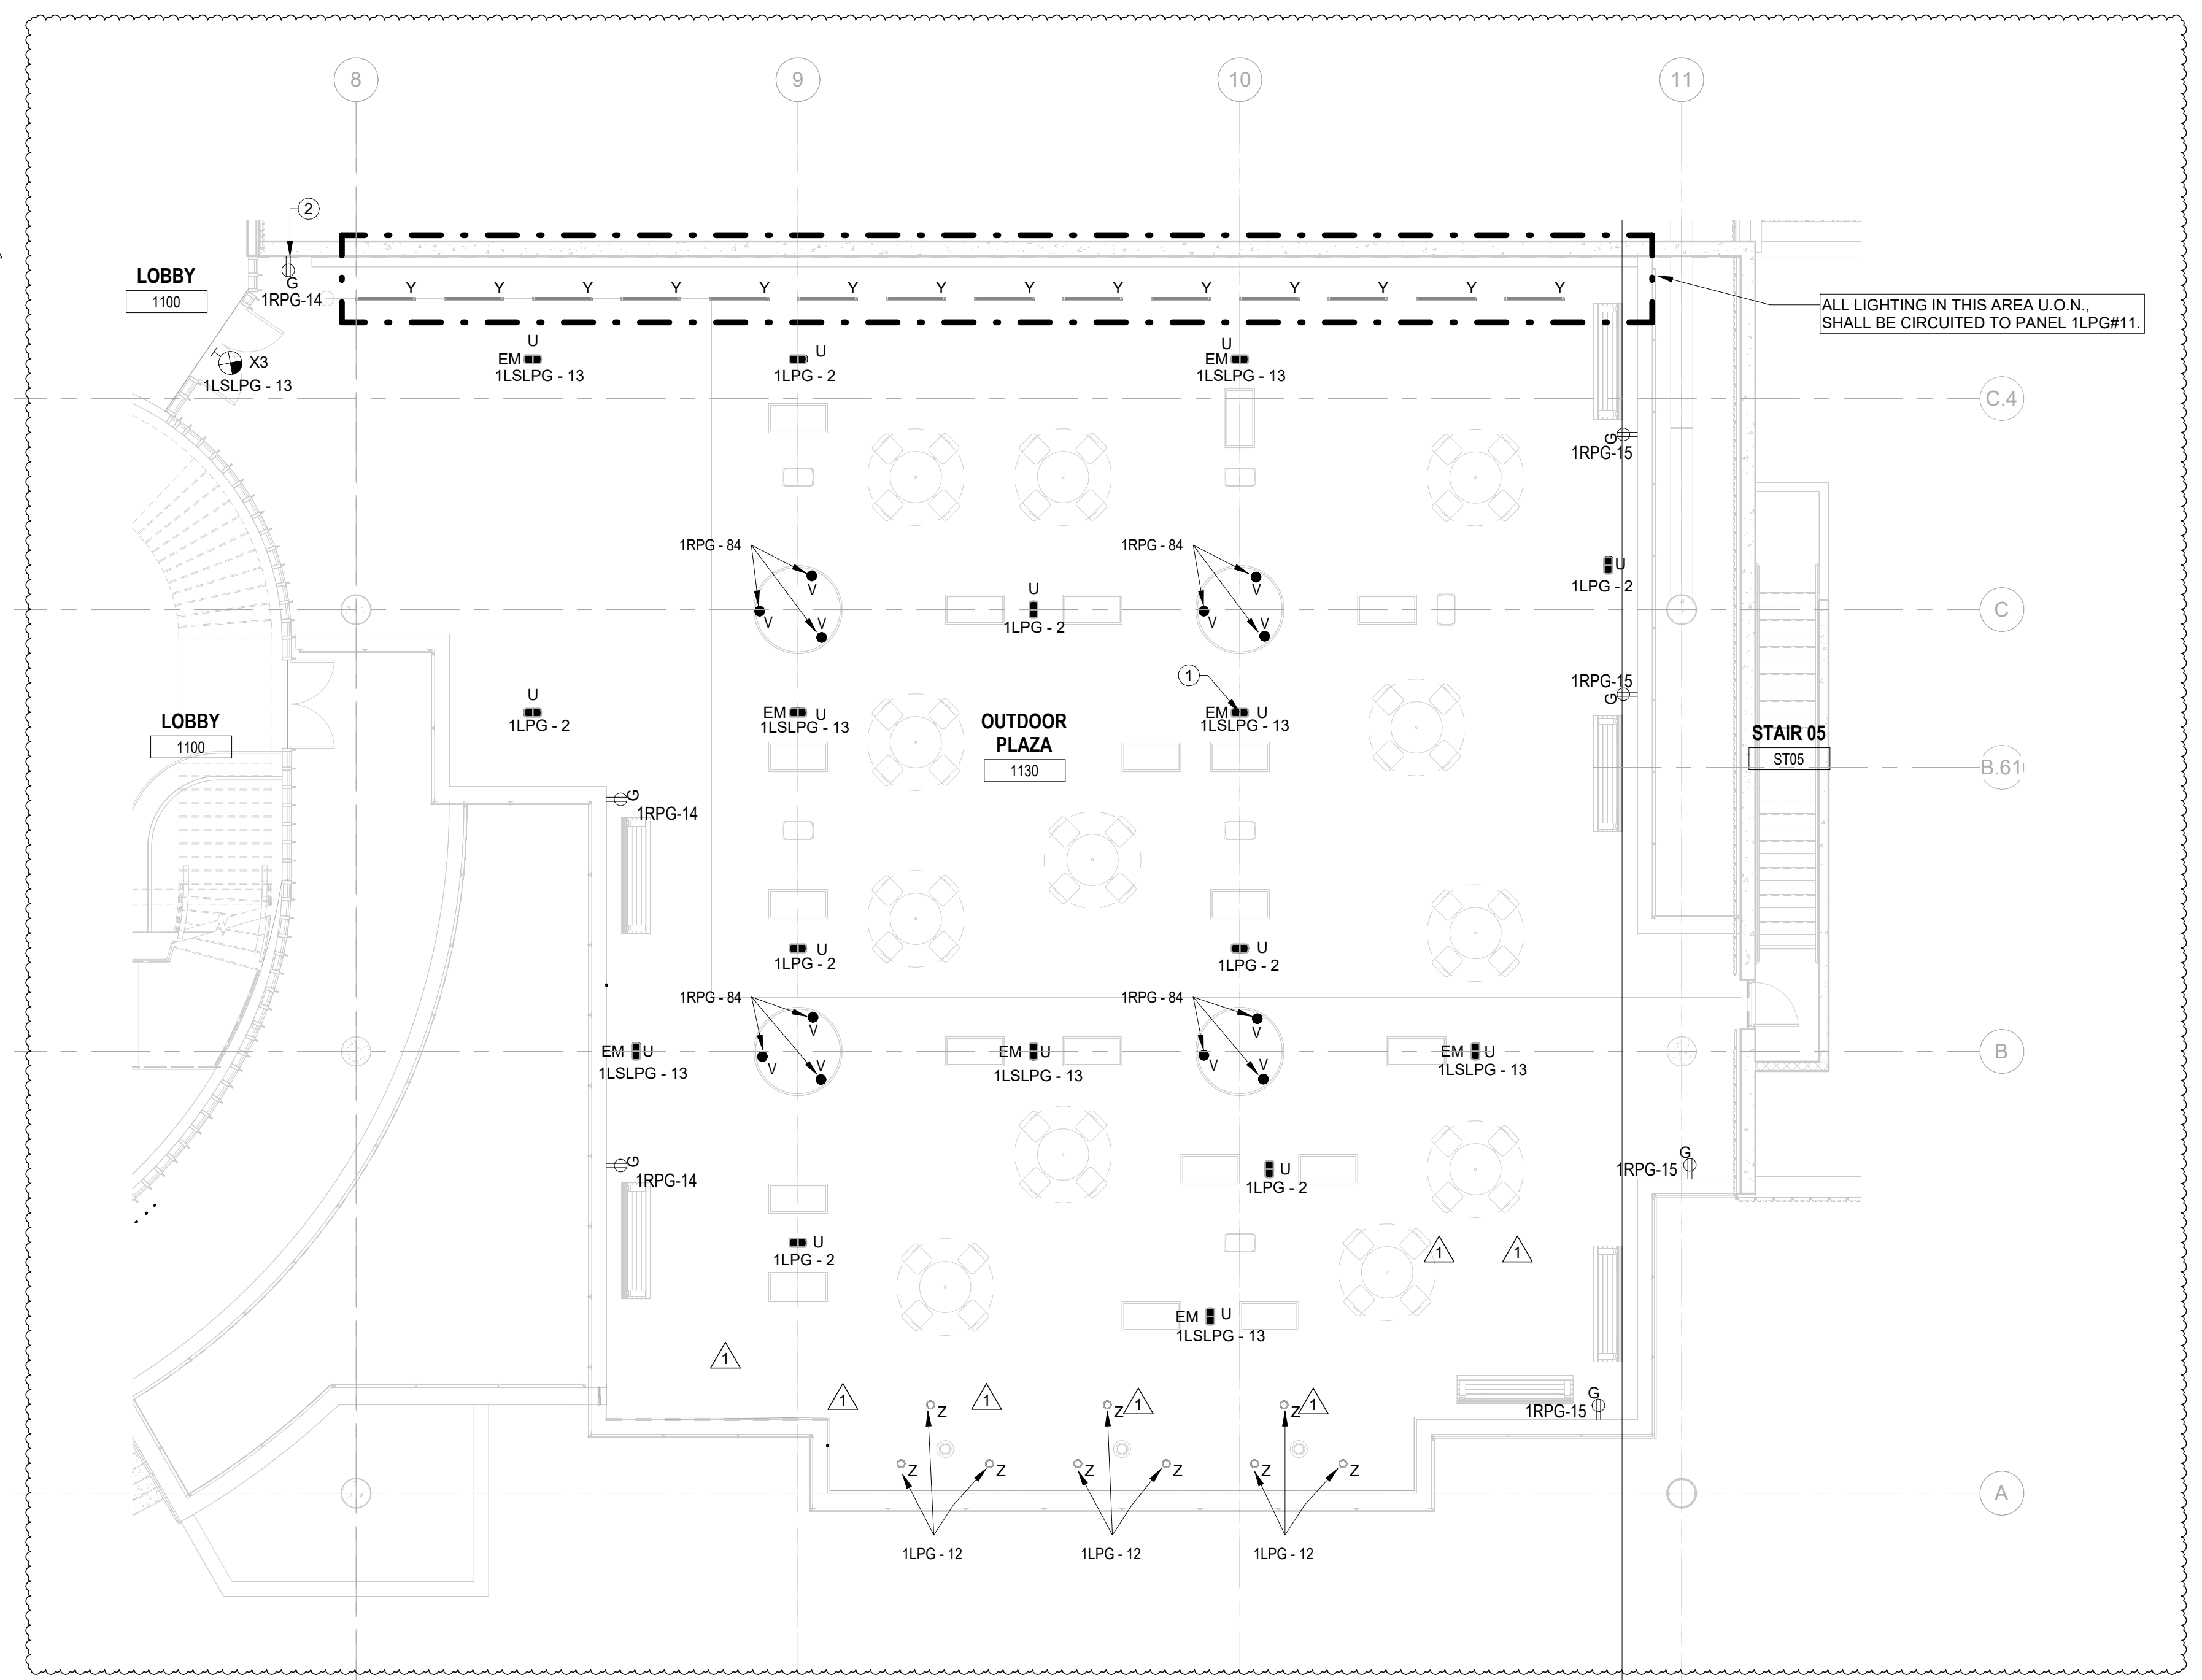 8
9
10
11
2
LOBBY
1100
G
1RPG-14
Y Y Y Y Y Y Y Y Y Y Y Y Y Y
ALL LIGHTING IN THIS AREA U.O.N.,
SHALL BE CIRCUITED TO PANEL 1LPG#11.
X3
1LSLPG - 13
U
EM
1LSLPG - 13
U
1LPG - 2
U
EM
1LSLPG - 13
C.4
G
1RPG-15
1RPG - 84
V
V
V
1RPG - 84
V
V
V
U
1LPG - 2
U
1LPG - 2
C
1
1RPG-15
G
LOBBY
1100
U
1LPG - 2
EM U
1LSLPG - 13
OUTDOOR
PLAZA
1130
EM U
1LSLPG - 13
STAIR 05
ST05
B.61
G
1RPG-14
U
1LPG - 2
U
1LPG - 2
1RPG - 84
V
V
V
1RPG - 84
V
V
V
EM U
1LSLPG - 13
EM U
1LSLPG - 13
EM U
1LSLPG - 13
B
G
1RPG-14
U
1LPG - 2
G
1RPG-15
U
1LPG - 2
1
1
EM U
1LSLPG - 13
1
1
1
1
1
G
1RPG-15
Z
Z
Z
Z
Z
Z
Z
Z
Z
A
1LPG - 12
1LPG - 12
1LPG - 12